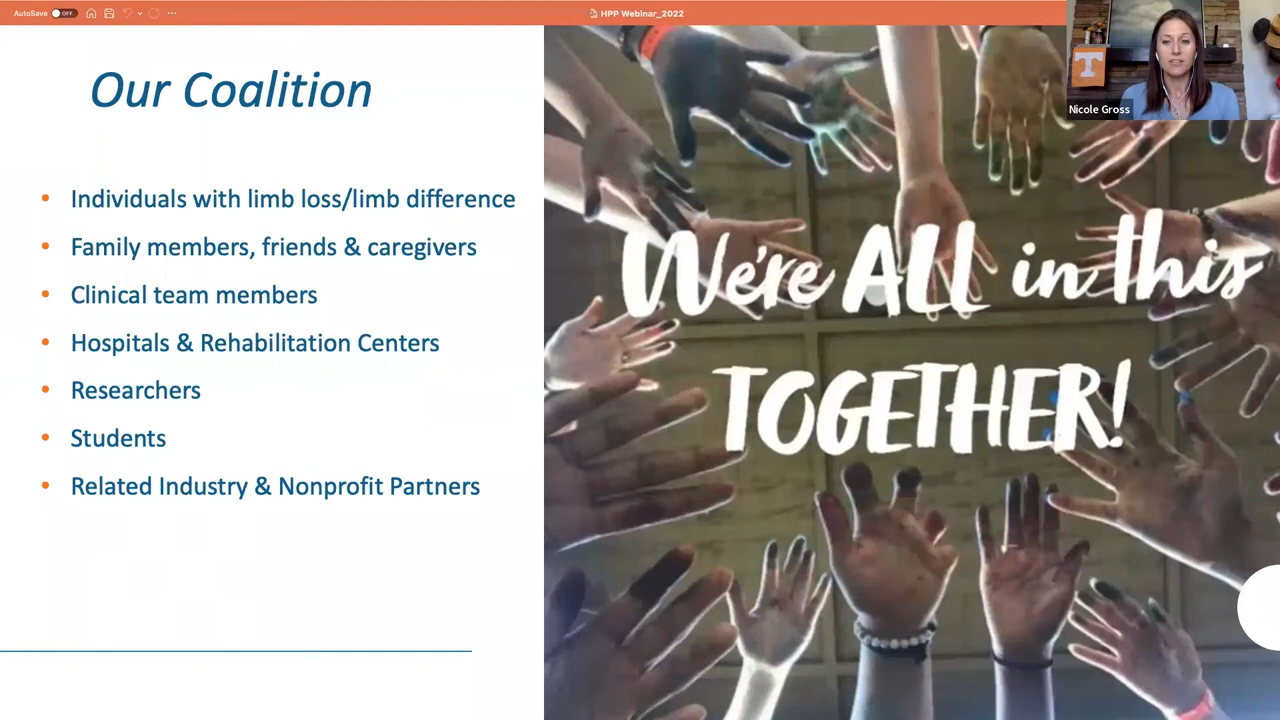 AutoSave OFF
HPP Webinar_2022
T
Nicole Gross
Our Coalition
• Individuals with limb loss/limb difference
• Family members, friends & caregivers
• Clinical team members
• Hospitals & Rehabilitation Centers
• Researchers
• Students
• Related Industry & Nonprofit Partners
We're ALL in this
TOGETHER!